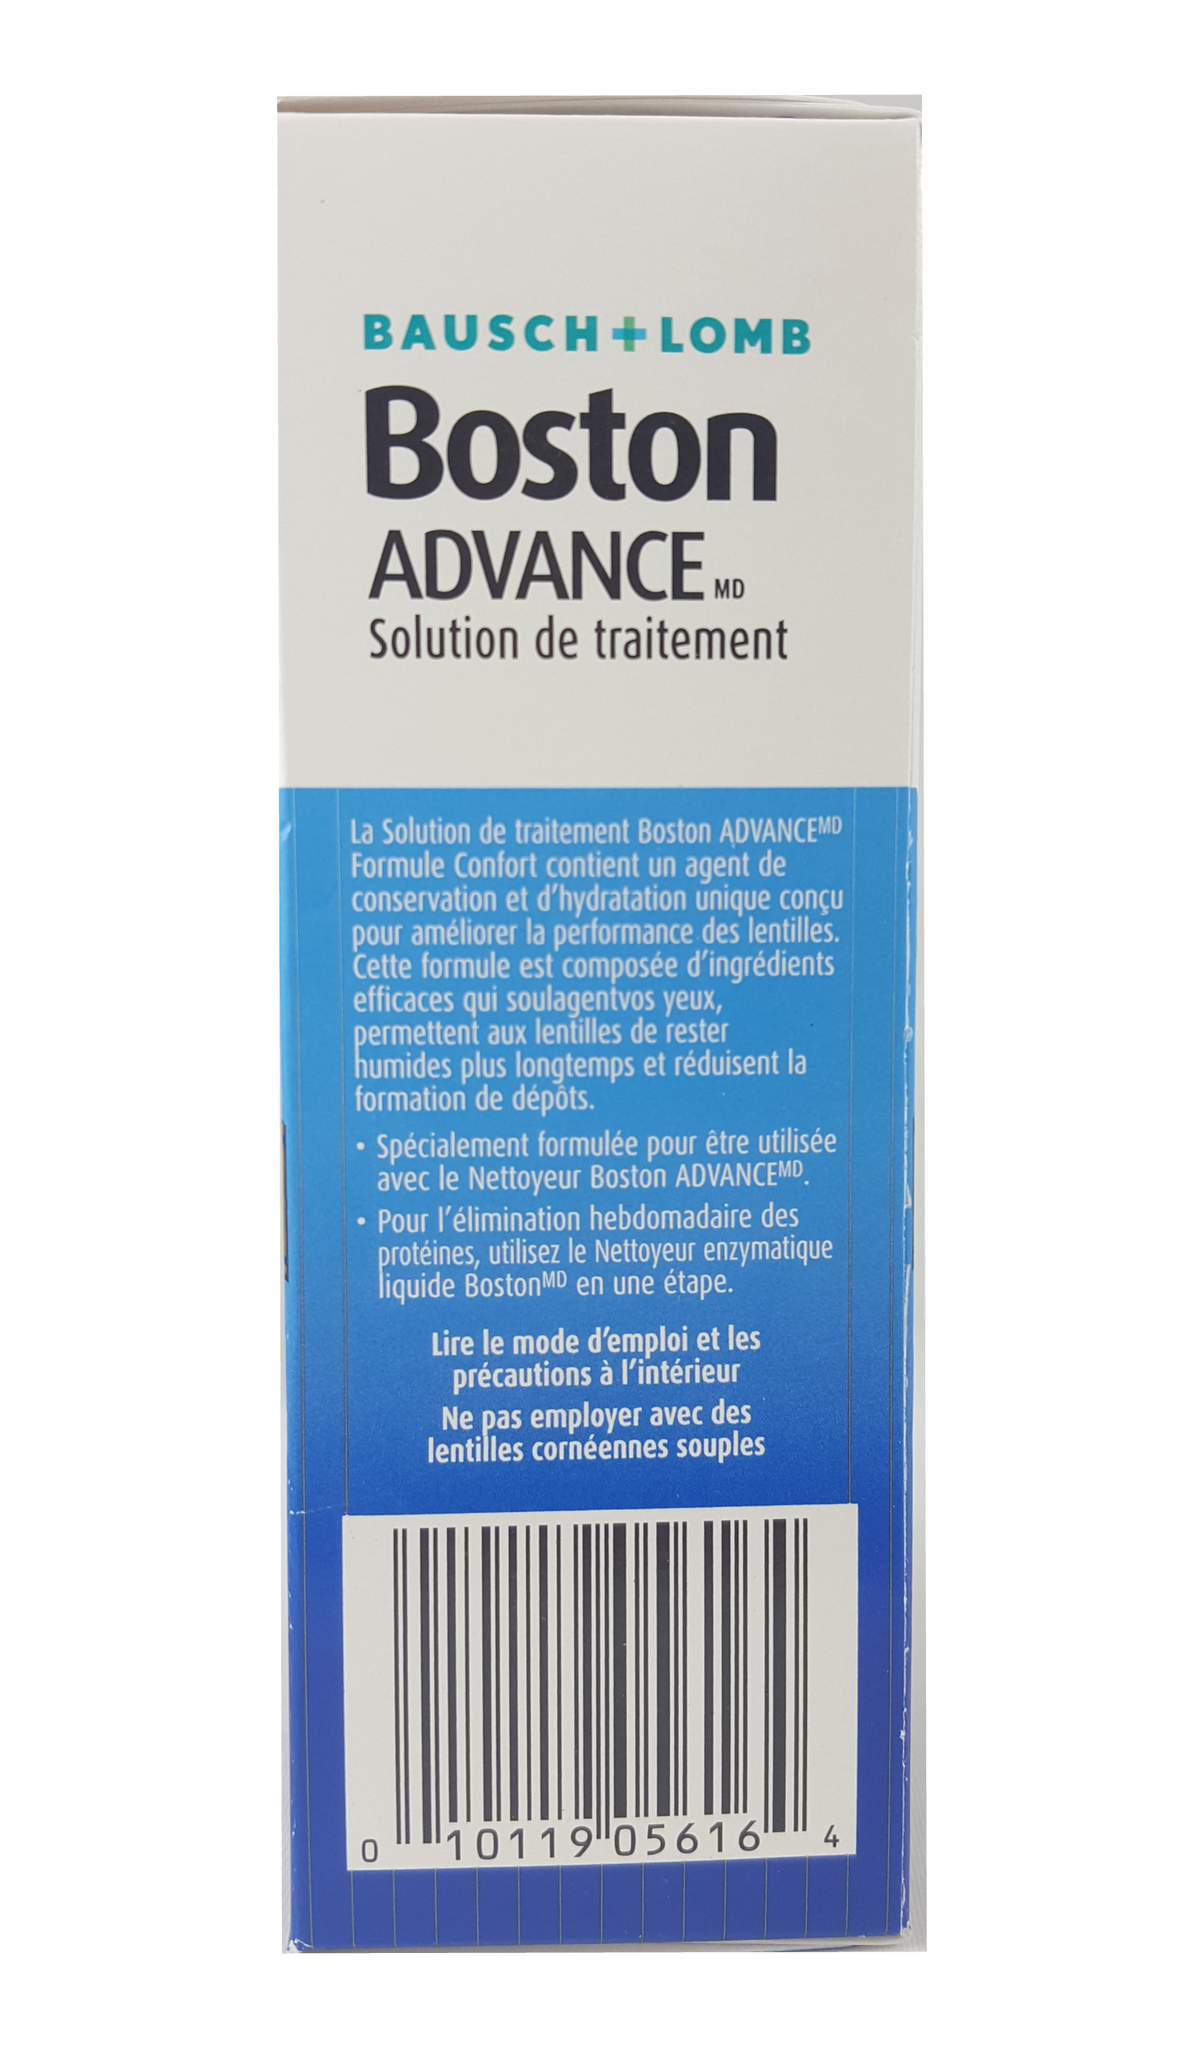 BAUSCH+LOMB
Boston
ADVANCE MD
Solution de traitement
La Solution de traitement Boston ADVANCEMD
Formule Confort contient un agent de
conservation et d'hydratation unique conçu
pour améliorer la performance des lentilles.
Cette formule est composée d'ingrédients
efficaces qui soulagentvos yeux,
permettent aux lentilles de rester
humides plus longtemps et réduisent la
formation de dépôts.
• Spécialement formulée pour être utilisée
avec le Nettoyeur Boston ADVANCEMD.
• Pour l'élimination hebdomadaire des
protéines, utilisez le Nettoyeur enzymatique
liquide BostonMD en une étape.
Lire le mode d'emploi et les
précautions à l'intérieur
Ne pas employer avec des
lentilles cornéennes souples
0 10119 05616 4